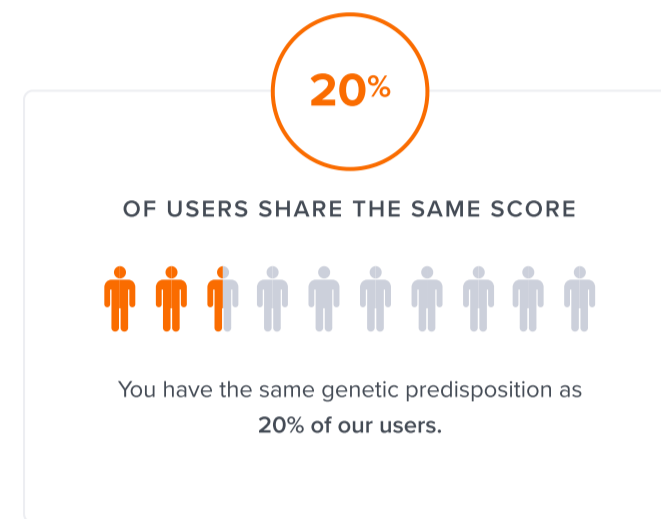 20%
OF USERS SHARE THE SAME SCORE
You have the same genetic predisposition as
20% of our users.